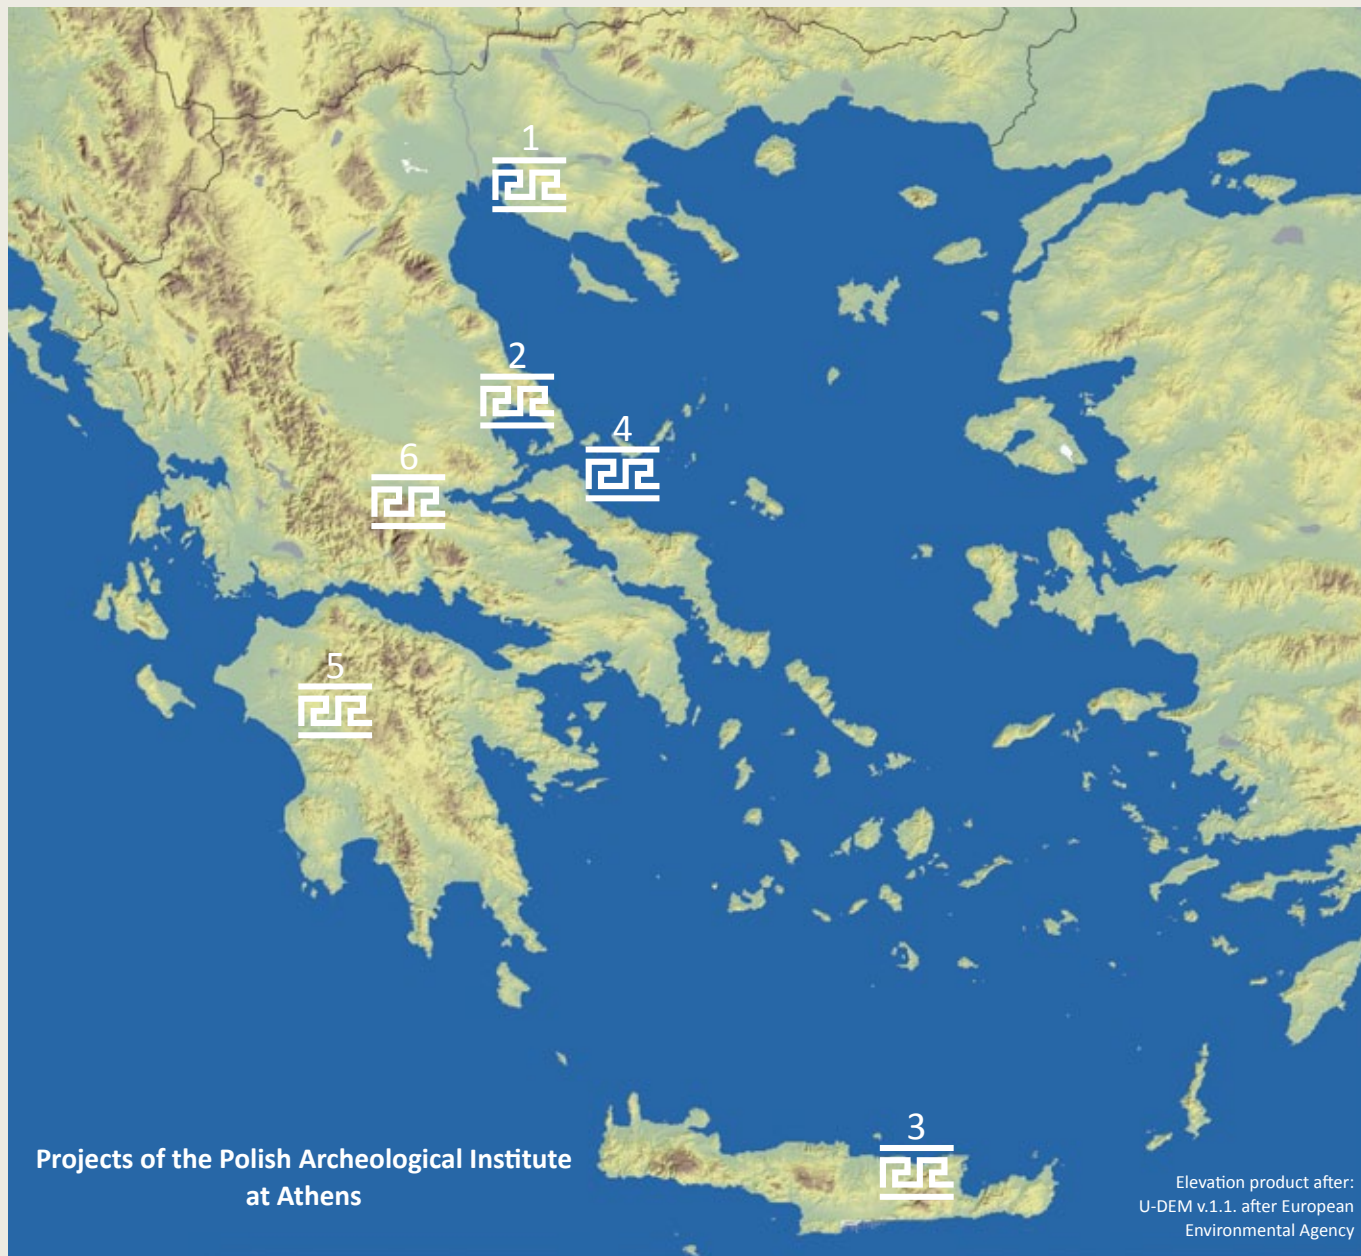 1
2
4
6
5
3
Projects of the Polish Archeological Institute
at Athens
Elevation product after:
U-DEM v.1.1. after European
Environmental Agency